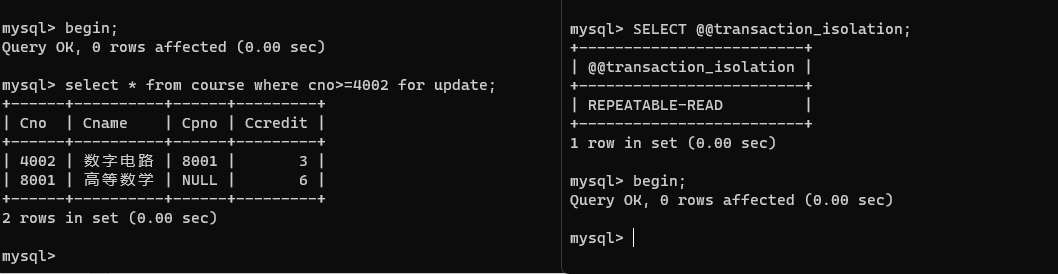 mysql> begin;
Query OK, 0 rows affected (0.00 sec)
mysql> select * from course where cno>=4002 for update;
+------+----------+------+---------+
| Cno  | Cname    | Cpno | Ccredit |
+------+----------+------+---------+
| 4002 | 数字电路 | 8001 |       3 |
| 8001 | 高等数学 | NULL |       6 |
+------+----------+------+---------+
2 rows in set (0.00 sec)
mysql>
mysql> SELECT @@transaction_isolation;
+-------------------------+
| @@transaction_isolation |
+-------------------------+
| REPEATABLE-READ         |
+-------------------------+
1 row in set (0.00 sec)
mysql> begin;
Query OK, 0 rows affected (0.00 sec)
mysql>